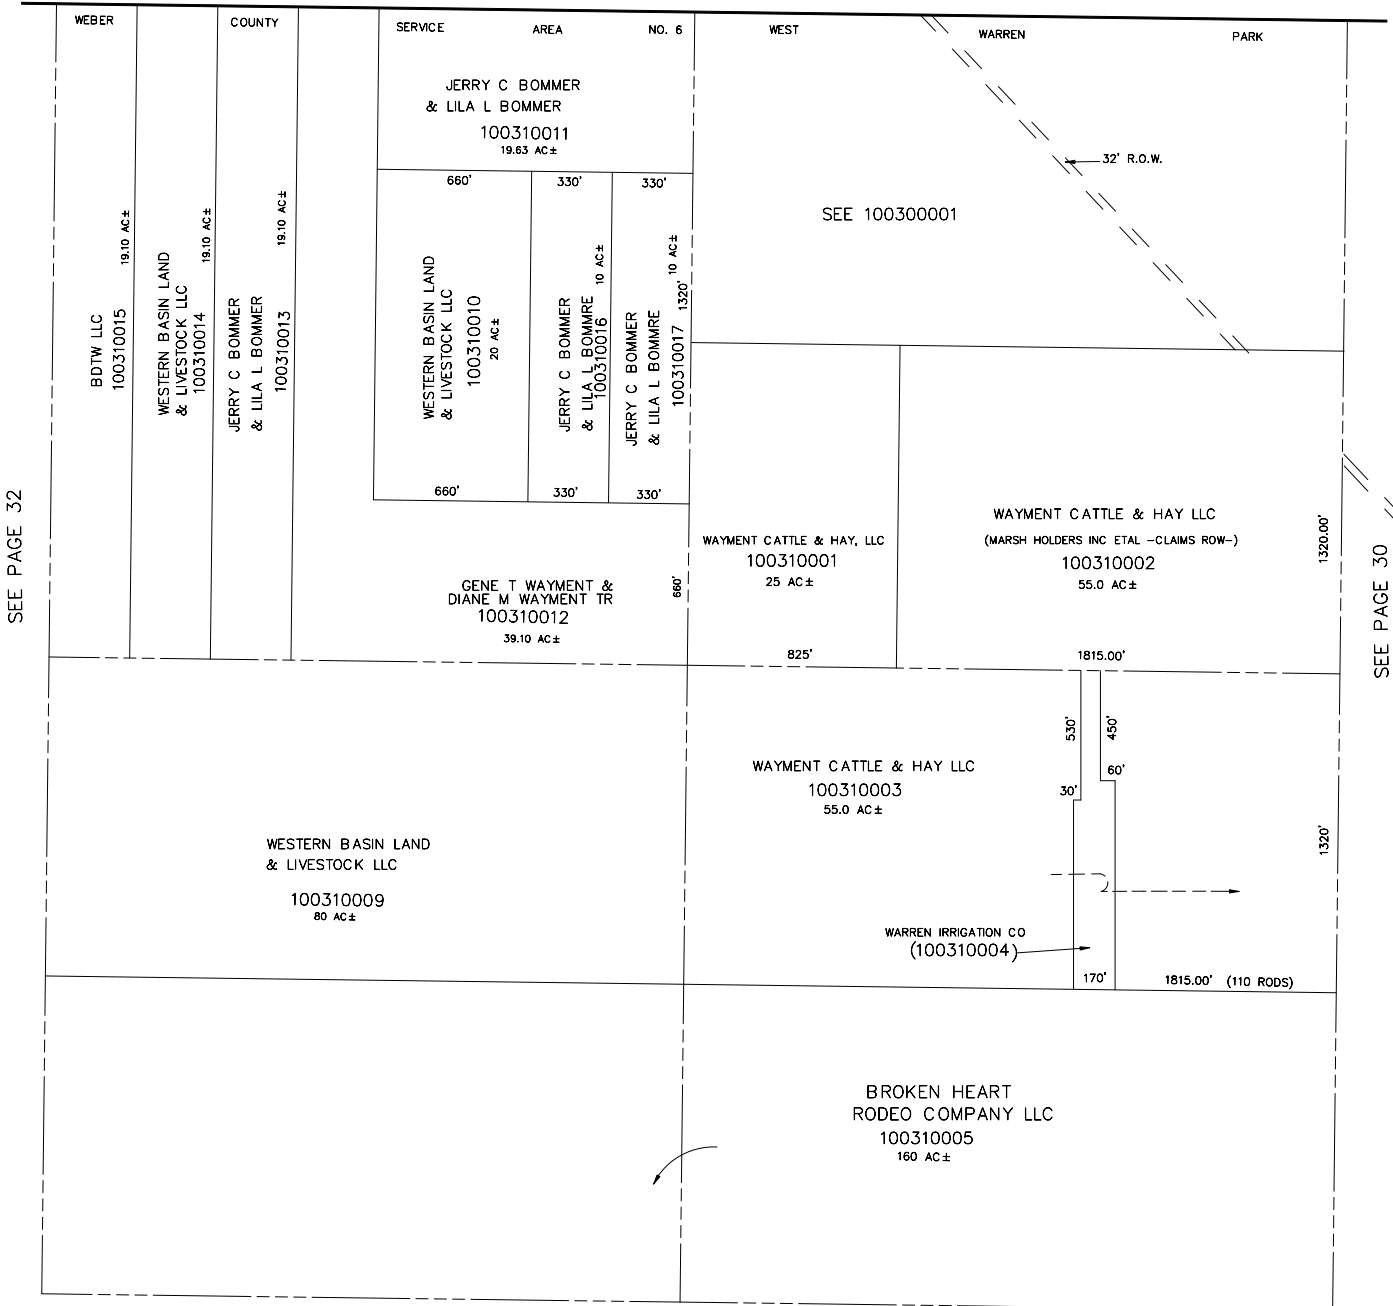 WEBER COUNTY SERVICE AREA NO. 6 WEST WARREN PARK
JERRY C BOMMER
& LILA L BOMMER
100310011
19.63 AC±
32' R.O.W.
SEE 100300001
BDTW LLC
100310015
19.10 AC±
WESTERN BASIN LAND
& LIVESTOCK LLC
100310014
19.10 AC±
JERRY C BOMMER
& LILA L BOMMER
100310013
19.10 AC±
660' 330' 330'
WESTERN BASIN LAND
& LIVESTOCK LLC
100310010
20 AC±
JERRY C BOMMER
& LILA L BOMMRE
100310016
10 AC±
JERRY C BOMMER
& LILA L BOMMRE
100310017
10 AC±
1320'
660' 330' 330'
SEE PAGE 32
GENE T WAYMENT &
DIANE M WAYMENT TR
100310012
39.10 AC±
660'
WAYMENT CATTLE & HAY, LLC
100310001
25 AC±
825'
WAYMENT CATTLE & HAY LLC
(MARSH HOLDERS INC ETAL -CLAIMS ROW-)
100310002
55.0 AC±
1320.00'
1815.00'
SEE PAGE 30
530'
450'
60'
30'
WAYMENT CATTLE & HAY LLC
100310003
55.0 AC±
1320'
WESTERN BASIN LAND
& LIVESTOCK LLC
100310009
80 AC±
WARREN IRRIGATION CO
(100310004)
170'
1815.00' (110 RODS)
BROKEN HEART
RODEO COMPANY LLC
100310005
160 AC±